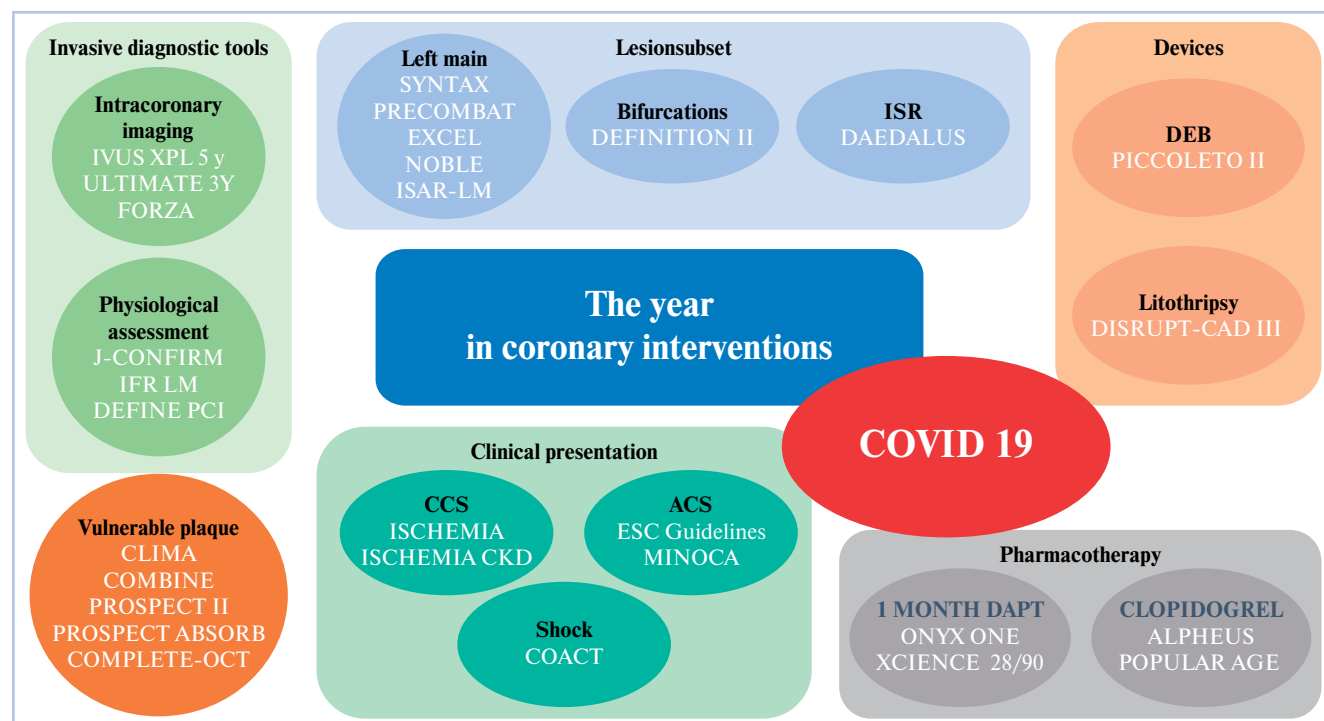 Invasive diagnostic tools
Intracoronary
imaging
IVUS XPL 5 y
ULTIMATE 3Y
FORZA
Physiological
assessment
J-CONFIRM
IFR LM
DEFINE PCI
Vulnerable plaque
CLIMA
COMBINE
PROSPECT II
PROSPECT ABSORB
COMPLETE-OCT
Lesionsubset
Left main
SYNTAX
PRECOMBAT
EXCEL
NOBLE
ISAR-LM
Bifurcations
DEFINITION II
ISR
DAEDALUS
The year
in coronary interventions
COVID 19
Clinical presentation
CCS
ISCHEMIA
ISCHEMIA CKD
ACS
ESC Guidelines
MINOCA
Shock
COACT
Devices
DEB
PICCOLETO II
Litothripsy
DISRUPT-CAD III
Pharmacotherapy
1 MONTH DAPT
ONYX ONE
XCIENCE 28/90
CLOPIDOGREL
ALPHEUS
POPULAR AGE